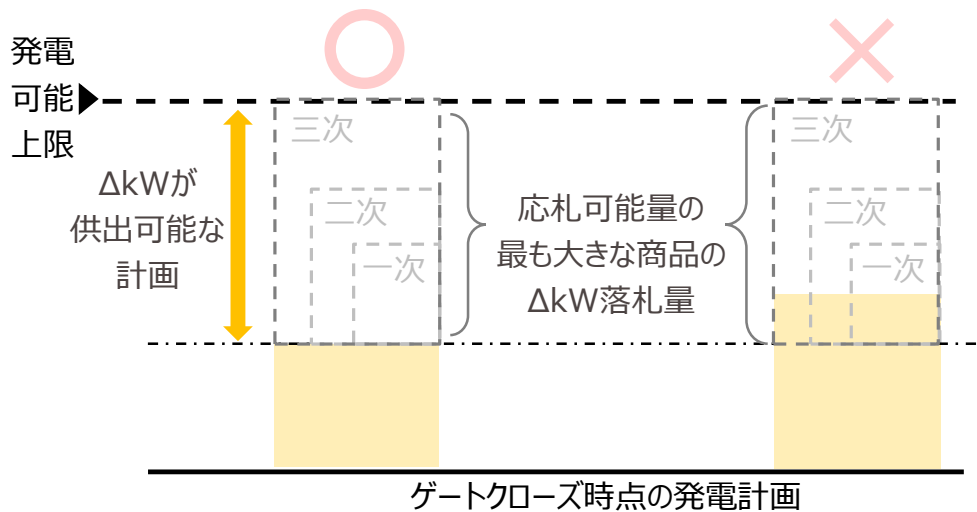 発電
可能
上限
ΔkWが
供出可能な
計画
三次
二次
一次
応札可能量の
最も大きな商品の
ΔkW落札量
三次
二次
一次
ゲートクローズ時点の発電計画